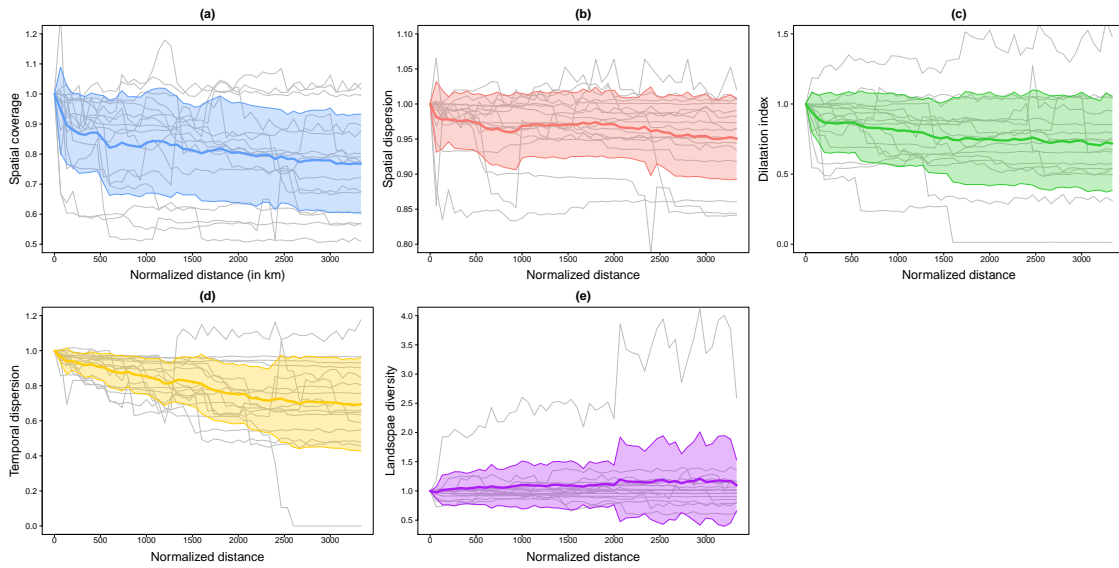 (a)
Spatial coverage
1.2
1.1
1.0
0.9
0.8
0.7
0.6
0.5
0 500 1000 1500 2000 2500 3000
Normalized distance (in km)
(b)
Spatial dispersion
1.10
1.05
1.00
0.95
0.90
0.85
0.80
0 500 1000 1500 2000 2500 3000
Normalized distance
(c)
Dilatation index
1.5
1.0
0.5
0.0
0 500 1000 1500 2000 2500 3000
Normalized distance
(d)
Temporal dispersion
1.2
1.0
0.8
0.6
0.4
0.2
0.0
0 500 1000 1500 2000 2500 3000
Normalized distance
(e)
Landscpae diversity
4.0
3.5
3.0
2.5
2.0
1.5
1.0
0.5
0 500 1000 1500 2000 2500 3000
Normalized distance